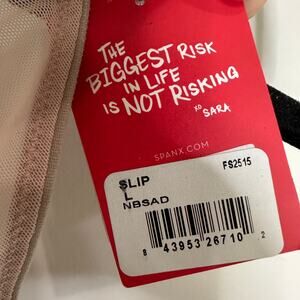 THE
BIGGEST RISK
IN LIFE
IS NOT RISKING
XO
SARA
SPANX.COM
SLIP FS2515
L
NBSAD
8 43953 26710 2